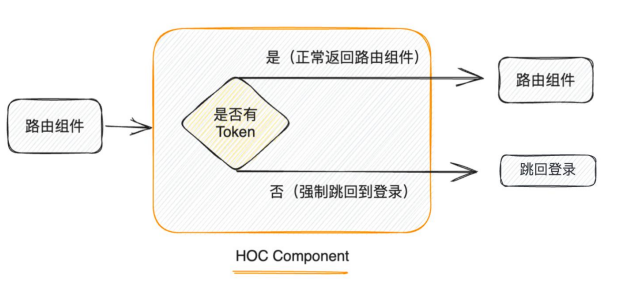 是（正常返回路由组件）
路由组件
路由组件
是否有
Token
跳回登录
否（强制跳回到登录）
HOC Component